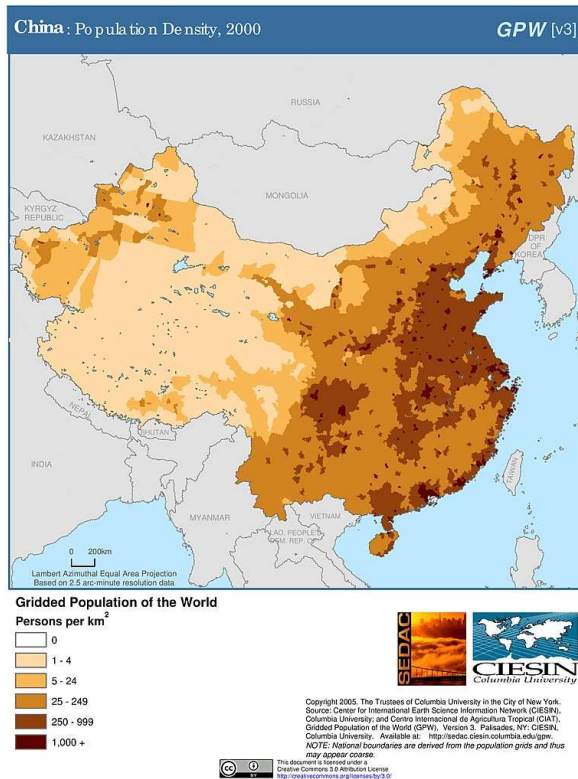 China : Population Density, 2000
GPW [v3]
RUSSIA
KAZAKHSTAN
MONGOLIA
KYRGYZ
REPUBLIC
DPR
OF
KOREA
NEPAL
BHUTAN
INDIA
TAIWAN
MYANMAR
VIETNAM
LAO, PEOPLE'S
DEM. REP. OF
0 200km
Lambert Azimuthal Equal Area Projection
Based on 2.5 arc-minute resolution data
Gridded Population of the World
Persons per km²
0
1 - 4
5 - 24
25 - 249
250 - 999
1,000 +
SEDAC
CIESIN
Columbia University
Copyright 2005. The Trustees of Columbia University in the City of New York.
Source: Center for International Earth Science Information Network (CIESIN),
Columbia University; and Centro Internacional de Agricultura Tropical (CIAT),
Gridded Population of the World (GPW), Version 3. Palisades, NY: CIESIN,
Columbia University. Available at: http://sedac.ciesin.columbia.edu/gpw.
NOTE: National boundaries are derived from the population grids and thus
may appear coarse.
cc BY
This document is licensed under a
Creative Commons 3.0 Attribution License
http://creativecommons.org/licenses/by/3.0/